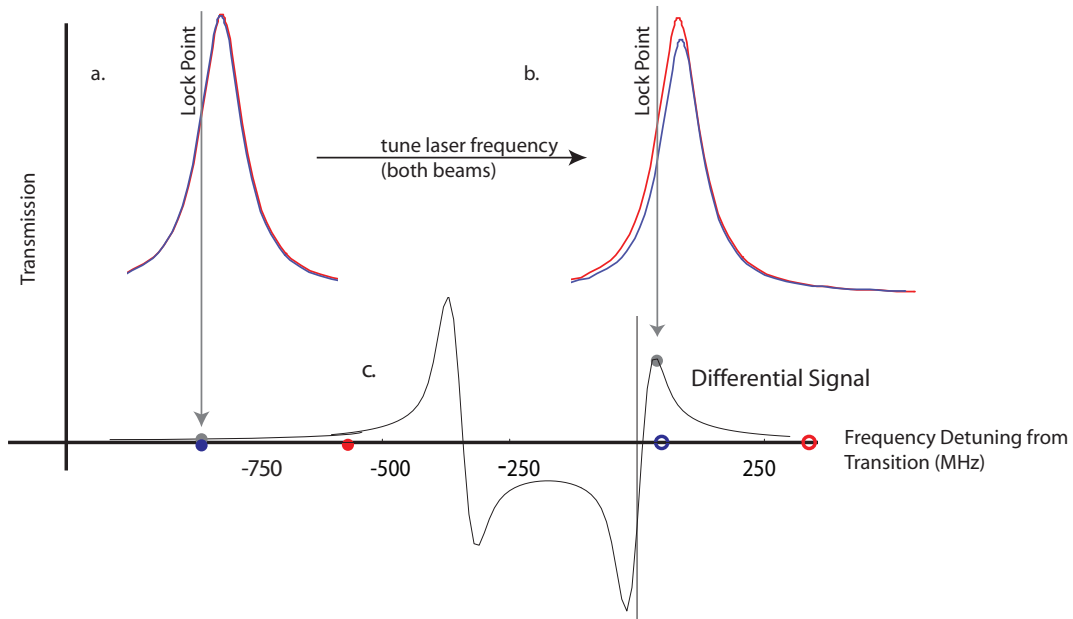 a.
Lock Point
b.
Lock Point
tune laser frequency
(both beams)
Transmission
c.
Differential Signal
-750
-500
-250
250
Frequency Detuning from
Transition (MHz)